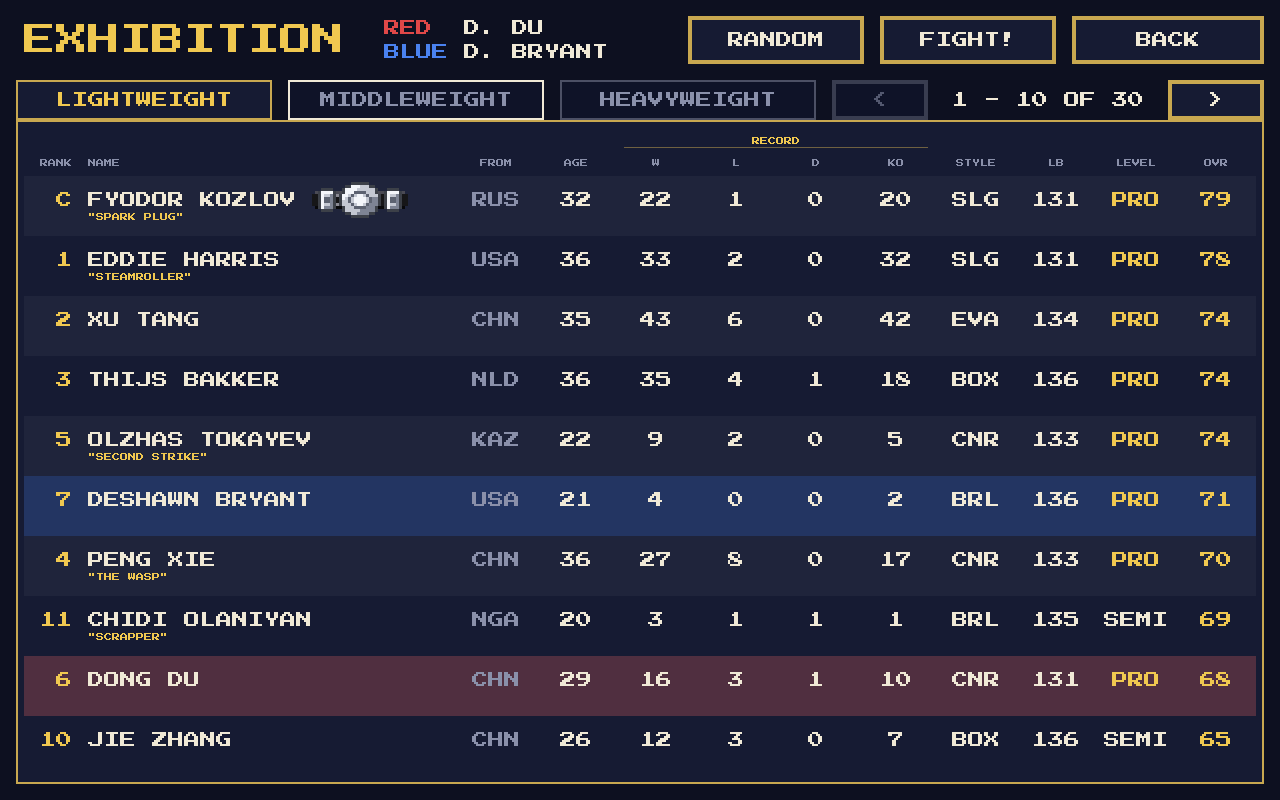 EXHIBITION
RED D. DU
BLUE D. BRYANT
RANDOM
FIGHT!
BACK
LIGHTWEIGHT
MIDDLEWEIGHT
HEAVYWEIGHT
<
1 - 10 OF 30
>
RECORD
RANK NAME FROM AGE W L D KO STYLE LB LEVEL OVR
C FYODOR KOZLOV RUS 32 22 1 0 20 SLG 131 PRO 79
"SPARK PLUG"
1 EDDIE HARRIS USA 36 33 2 0 32 SLG 131 PRO 78
"STEAMROLLER"
2 XU TANG CHN 35 43 6 0 42 EVA 134 PRO 74
3 THIJS BAKKER NLD 36 35 4 1 18 BOX 136 PRO 74
5 OLZHAS TOKAYEV KAZ 22 9 2 0 5 CNR 133 PRO 74
"SECOND STRIKE"
7 DESHAWN BRYANT USA 21 4 0 0 2 BRL 136 PRO 71
4 PENG XIE CHN 36 27 8 0 17 CNR 133 PRO 70
"THE WASP"
11 CHIDI OLANIYAN NGA 20 3 1 1 1 BRL 135 SEMI 69
"SCRAPPER"
6 DONG DU CHN 29 16 3 1 10 CNR 131 PRO 68
10 JIE ZHANG CHN 26 12 3 0 7 BOX 136 SEMI 65